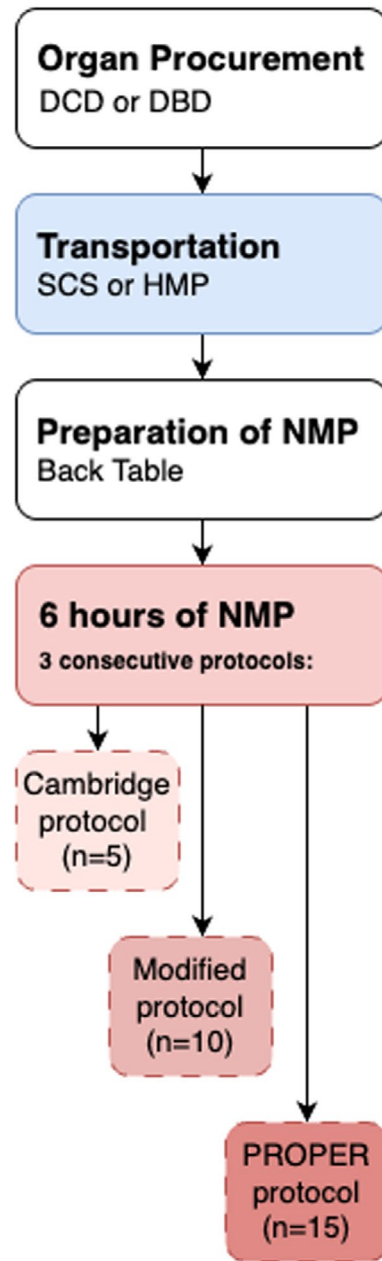 Organ Procurement
DCD or DBD
Transportation
SCS or HMP
Preparation of NMP
Back Table
6 hours of NMP
3 consecutive protocols:
Cambridge
protocol
(n=5)
Modified
protocol
(n=10)
PROPER
protocol
(n=15)